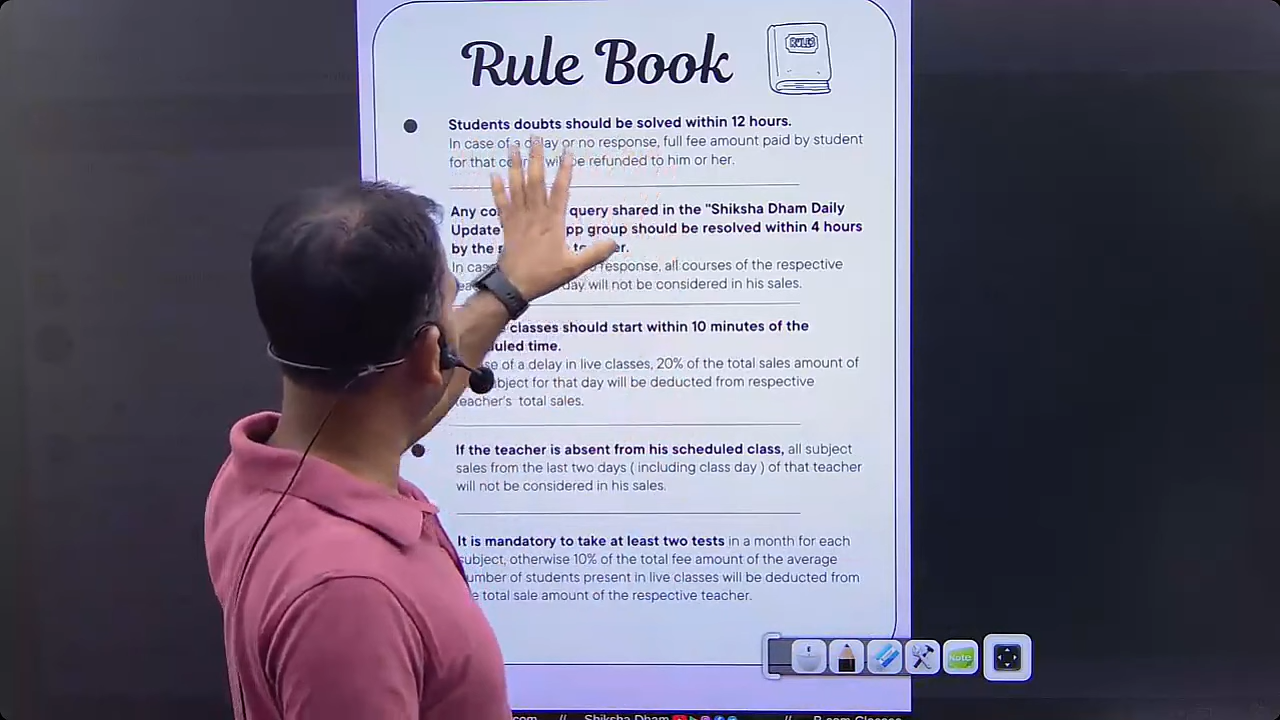 Rule Book
RULES
Students doubts should be solved within 12 hours.
In case of a delay or no response, full fee amount paid by student
for that will be refunded to him or her.
Any query shared in the "Shiksha Dham Daily
Update group should be resolved within 4 hours
by the
In response, all courses of the respective
day will not be considered in his sales.
classes should start within 10 minutes of the
time.
of a delay in live classes, 20% of the total sales amount of
for that day will be deducted from respective
teacher's total sales.
If the teacher is absent from his scheduled class, all subject
sales from the last two days ( including class day ) of that teacher
will not be considered in his sales.
It is mandatory to take at least two tests in a month for each
subject, otherwise 10% of the total fee amount of the average
number of students present in live classes will be deducted from
total sale amount of the respective teacher.
Note
// Shiksha Dham // B.com Classes